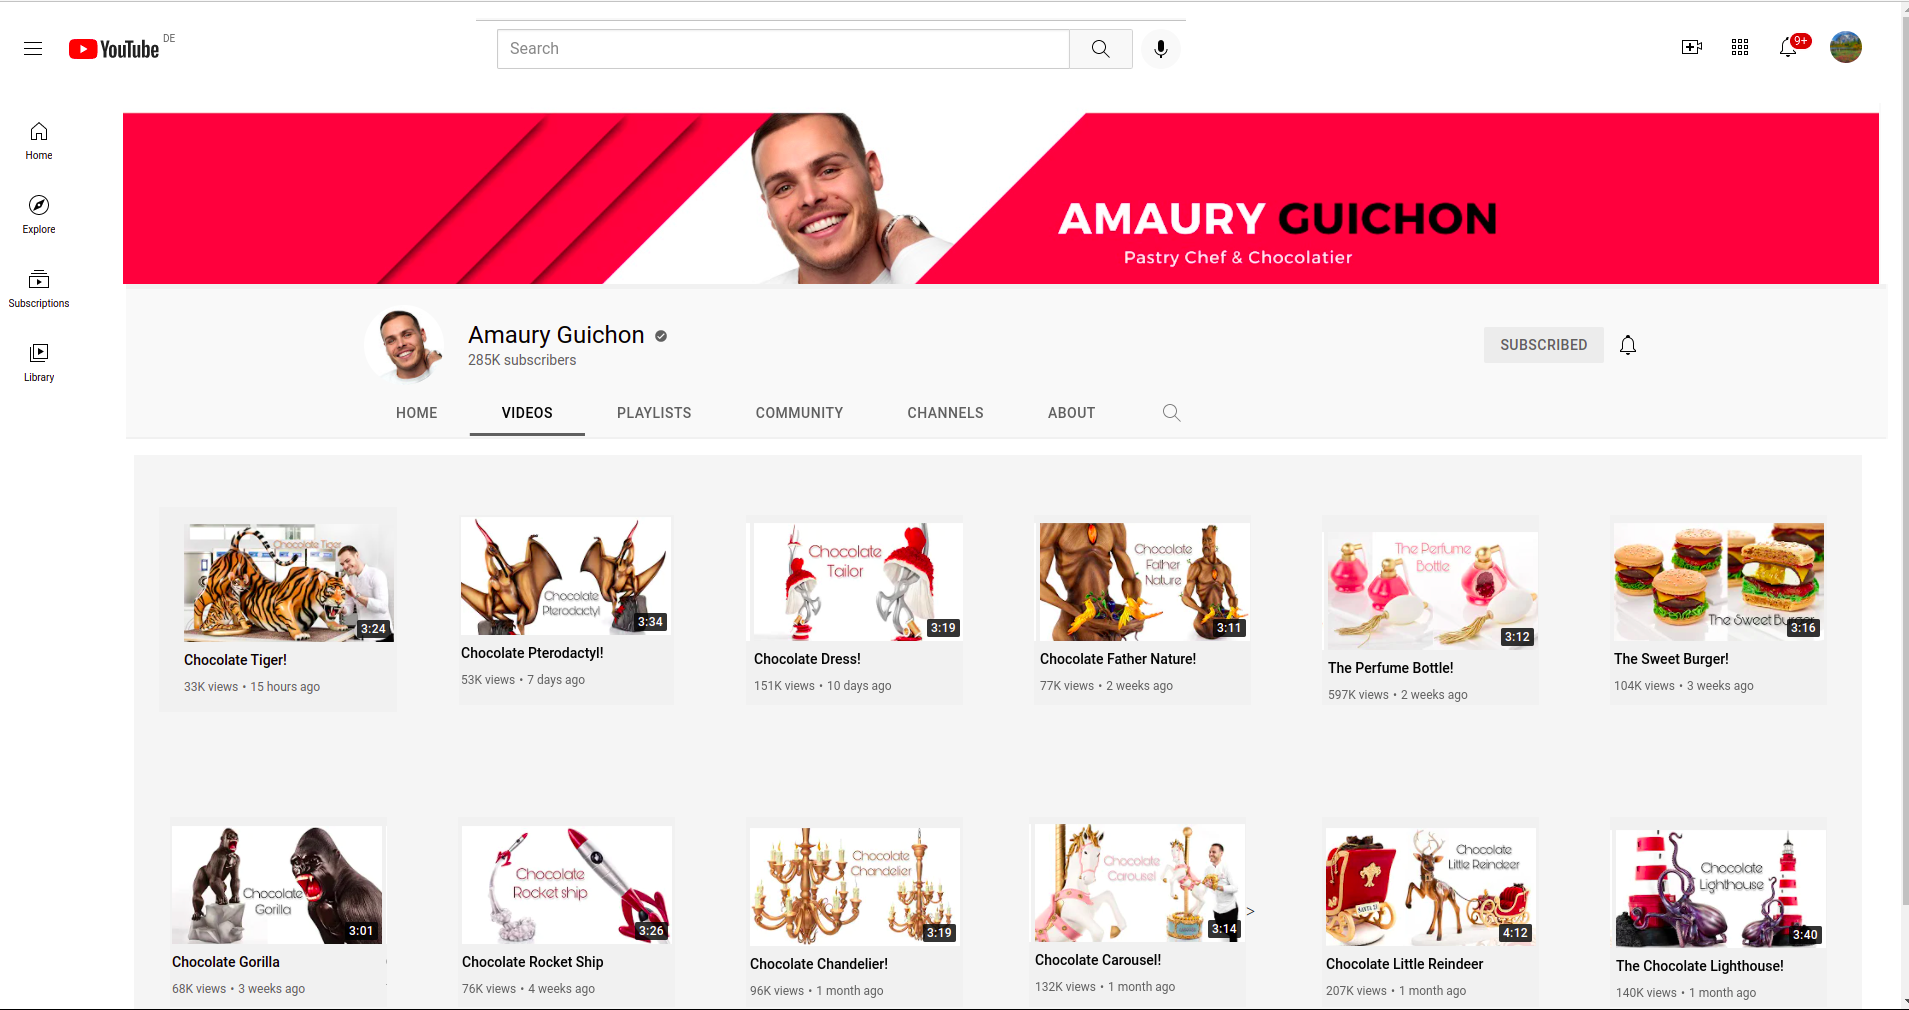 YouTube DE
Search
9+
Home
Explore
Subscriptions
Library
AMAURY GUICHON
Pastry Chef & Chocolatier
Amaury Guichon
285K subscribers
SUBSCRIBED
HOME VIDEOS PLAYLISTS COMMUNITY CHANNELS ABOUT
Chocolate Tiger
3:24
Chocolate Tiger!
33K views • 15 hours ago
Chocolate
Pterodactyl
3:34
Chocolate Pterodactyl!
53K views • 7 days ago
Chocolate
Tailor
3:19
Chocolate Dress!
151K views • 10 days ago
Chocolate
Father
Nature
3:11
Chocolate Father Nature!
77K views • 2 weeks ago
The Perfume
Bottle
3:12
The Perfume Bottle!
597K views • 2 weeks ago
The Sweet Burger
3:16
The Sweet Burger!
104K views • 3 weeks ago
Chocolate
Gorilla
3:01
Chocolate Gorilla
68K views • 3 weeks ago
Chocolate
Rocket ship
3:26
Chocolate Rocket Ship
76K views • 4 weeks ago
Chocolate
Chandelier
3:19
Chocolate Chandelier!
96K views • 1 month ago
Chocolate
Carousel
3:14
>
Chocolate Carousel!
132K views • 1 month ago
Chocolate
Little Reindeer
4:12
Chocolate Little Reindeer
207K views • 1 month ago
Chocolate
Lighthouse
3:40
The Chocolate Lighthouse!
140K views • 1 month ago